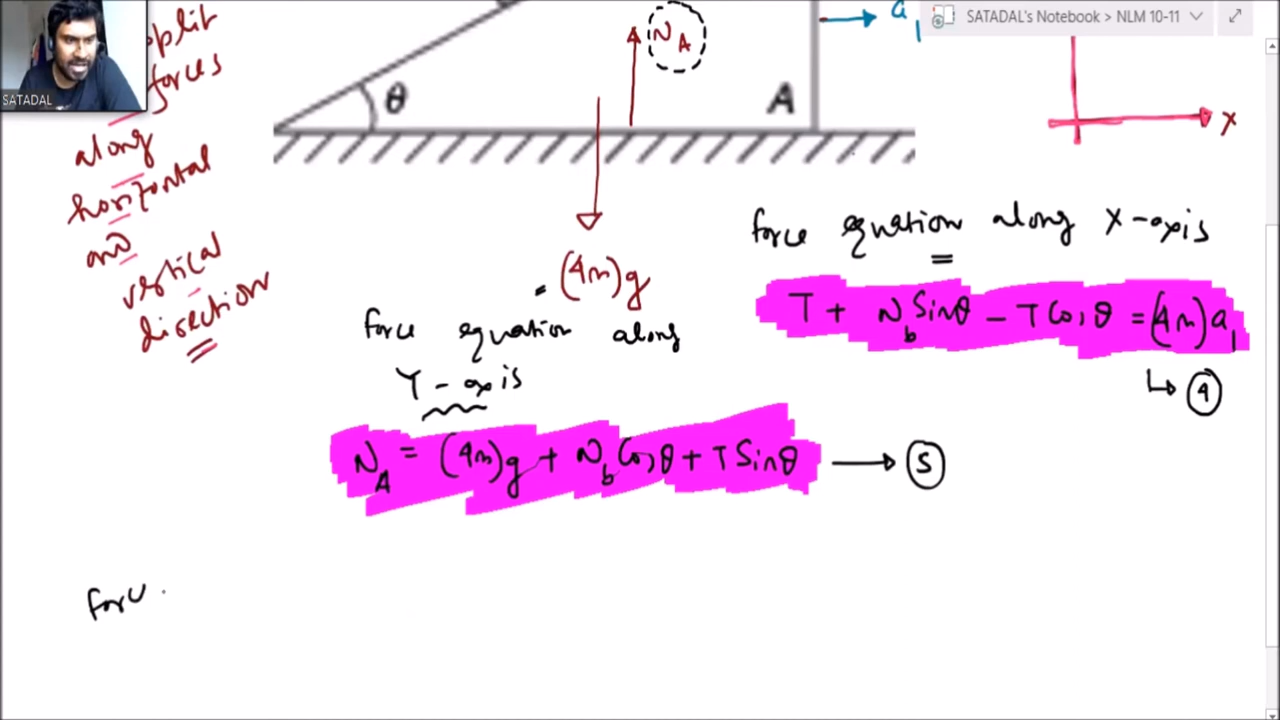 split
forces
along
horizontal
and
vertical
direction
SATADAL
θ
N_A
A
a_1
SATADAL's Notebook > NLM 10-11
x
(4m)g
force equation along
Y-axis
N_A = (4m)g + N_b Cosθ + T Sinθ → 5
force equation along X-axis
T + N_b Sinθ - T Cosθ = (4m)a_1
↳ 4
forc